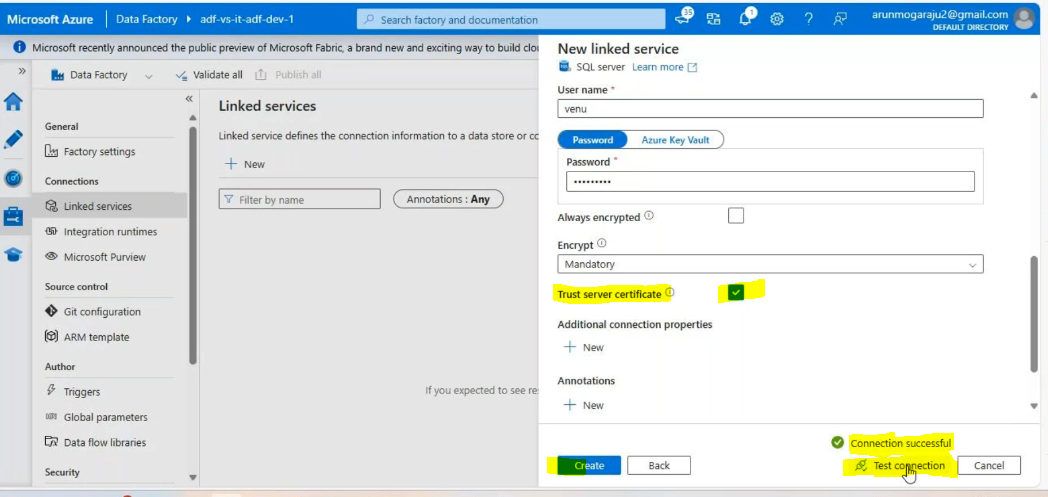 Microsoft Azure
Data Factory
adf-vs-it-adf-dev-1
Search factory and documentation
35
1
arunmogaraju2@gmail.com
DEFAULT DIRECTORY
Microsoft recently announced the public preview of Microsoft Fabric, a brand new and exciting way to build
Data Factory
Validate all
Publish all
General
Factory settings
Connections
Linked services
Integration runtimes
Microsoft Purview
Source control
Git configuration
ARM template
Author
Triggers
Global parameters
Data flow libraries
Security
Linked services
Linked service defines the connection information to a data store or
New
Filter by name
Annotations : Any
If you expected to see
New linked service
SQL server Learn more
User name *
venu
Password
Azure Key Vault
Password *
•••••••••
Always encrypted
Encrypt
Mandatory
Trust server certificate
Additional connection properties
New
Annotations
New
Connection successful
Create
Back
Test connection
Cancel